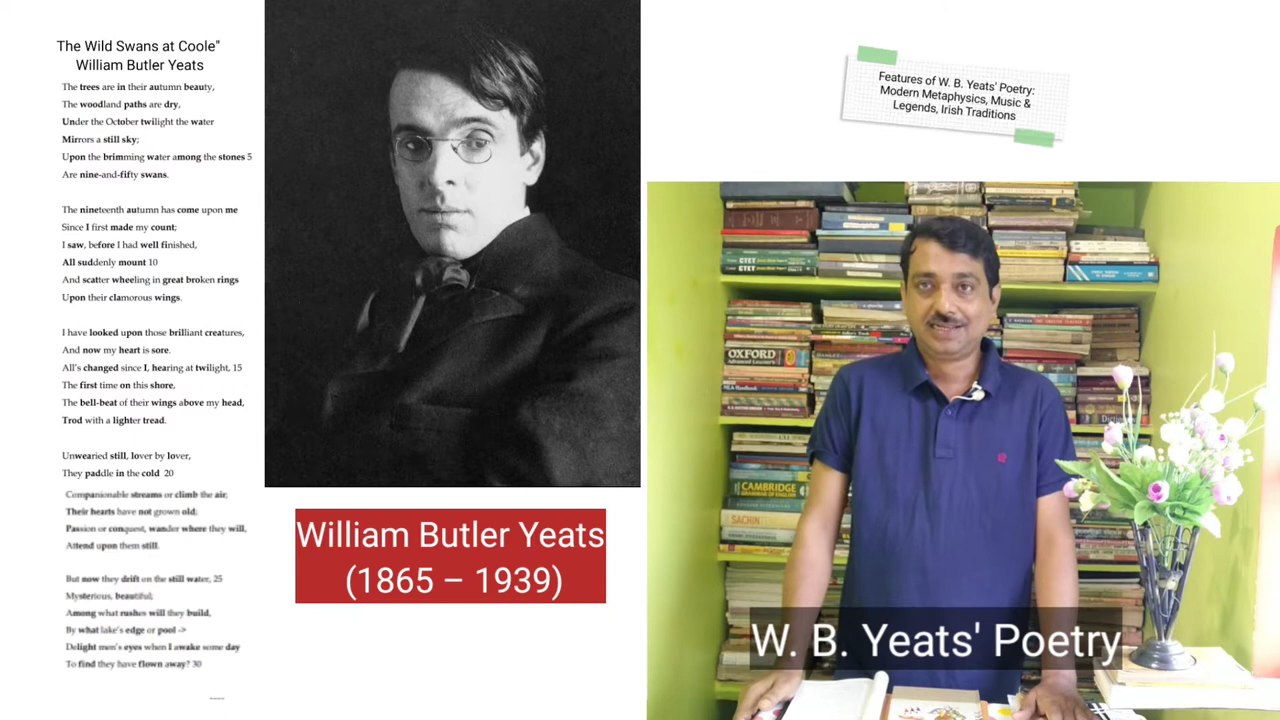 The Wild Swans at Coole"
William Butler Yeats
The trees are in their autumn beauty,
The woodland paths are dry,
Under the October twilight the water
Mirrors a still sky;
Upon the brimming water among the stones 5
Are nine-and-fifty swans.
The nineteenth autumn has come upon me
Since I first made my count;
I saw, before I had well finished,
All suddenly mount 10
And scatter wheeling in great broken rings
Upon their clamorous wings.
I have looked upon those brilliant creatures,
And now my heart is sore.
All's changed since I, hearing at twilight, 15
The first time on this shore,
The bell-beat of their wings above my head,
Trod with a lighter tread.
Unwearied still, lover by lover,
They paddle in the cold 20
Companionable streams or climb the air;
Their hearts have not grown old;
Passion or conquest, wander where they will,
Attend upon them still.
But now they drift on the still water, 25
Mysterious, beautiful;
Among what rushes will they build,
By what lake's edge or pool ->
Delight men's eyes when I awake some day
To find they have flown away? 30
William Butler Yeats
(1865 – 1939)
Features of W. B. Yeats' Poetry:
Modern Metaphysics, Music &
Legends, Irish Traditions
CTET
CTET
OXFORD
Advanced Learner's
CAMBRIDGE
SACHIN
W. B. Yeats' Poetry